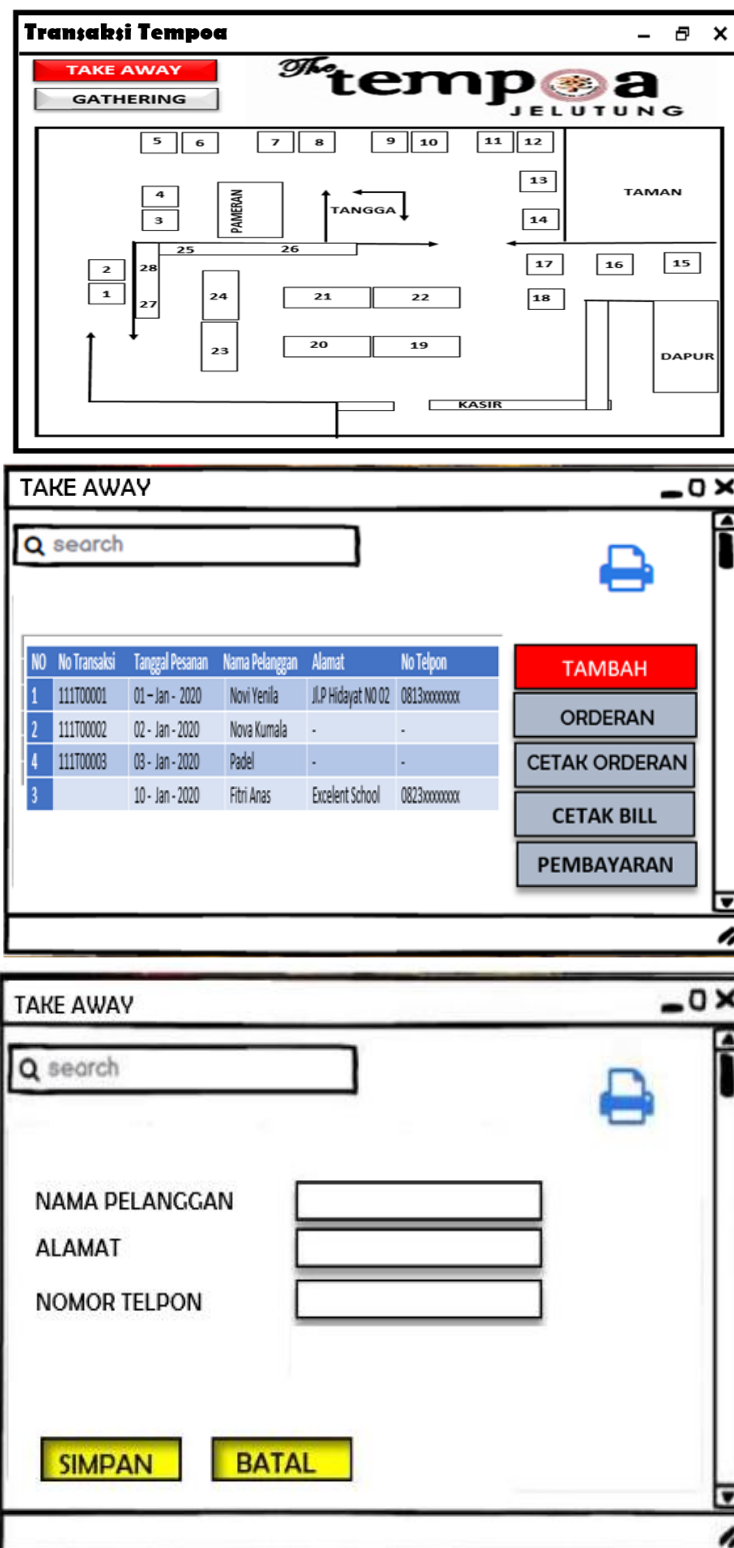 Transaksi Tempoa
TAKE AWAY
GATHERING
The tempoa
JELUTUNG
5 6 7 8 9 10 11 12
13
4
PAMERAN
TANGGA
TAMAN
3
14
25 26
2
28
17 16 15
1
27
24
21 22
18
23
20 19
DAPUR
KASIR
TAKE AWAY
search
NO No Transaksi Tanggal Pesanan Nama Pelanggan Alamat No Telpon
1 111T00001 01 – Jan - 2020 Novi Yenila Jl.P Hidayat N0 02 0813xxxxxxxx
2 111T00002 02 - Jan - 2020 Nova Kumala - -
4 111T00003 03 - Jan - 2020 Padel - -
3 10 - Jan - 2020 Fitri Anas Excelent School 0823xxxxxxxx
TAMBAH
ORDERAN
CETAK ORDERAN
CETAK BILL
PEMBAYARAN
TAKE AWAY
search
NAMA PELANGGAN
ALAMAT
NOMOR TELPON
SIMPAN BATAL